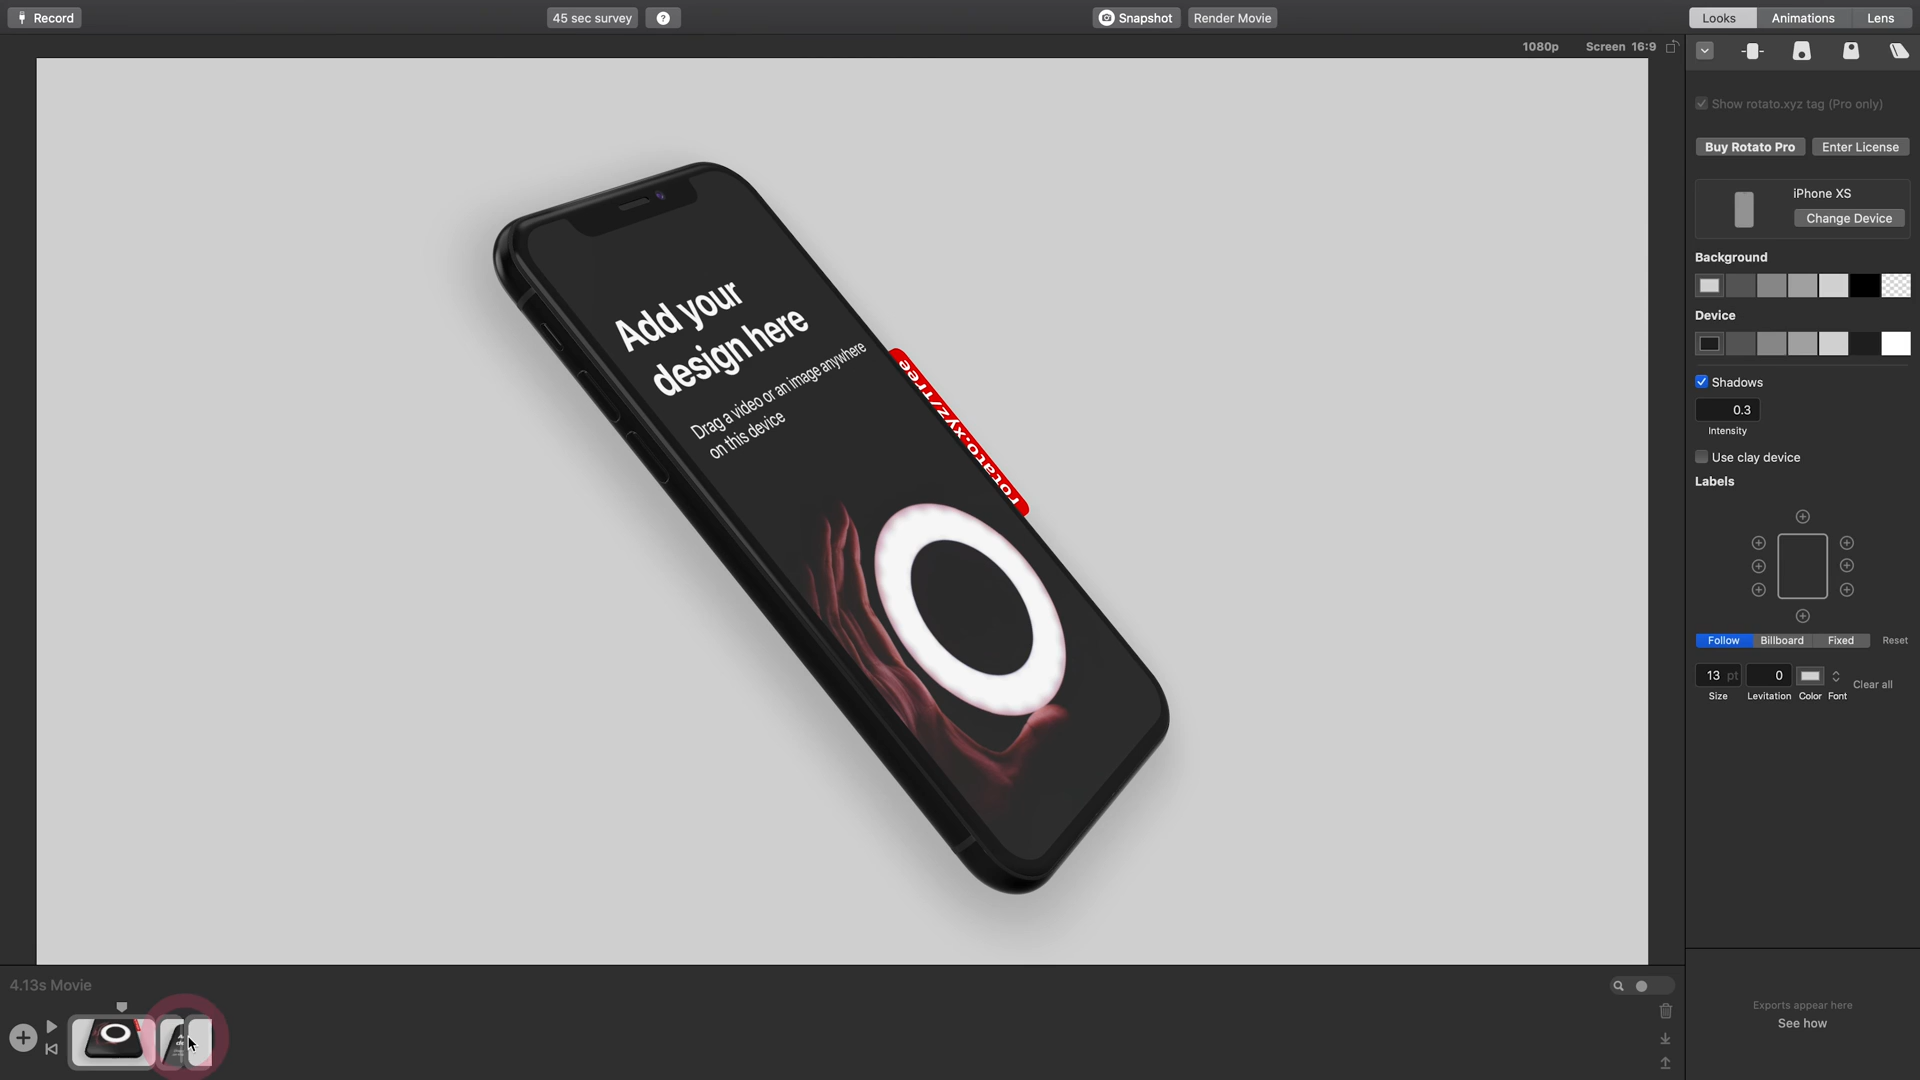 Record
45 sec survey
?
Snapshot
Render Movie
Looks
Animations
Lens
1080p
Screen 16:9
Show rotato.xyz tag (Pro only)
Buy Rotato Pro
Enter License
iPhone XS
Change Device
Background
Device
Shadows
0.3
Intensity
Use clay device
Labels
Follow
Billboard
Fixed
Reset
13 pt
0
Clear all
Size
Levitation
Color
Font
Add your
design here
Drag a video or an image anywhere
on this device
rotato.xyz/free
4.13s Movie
Exports appear here
See how